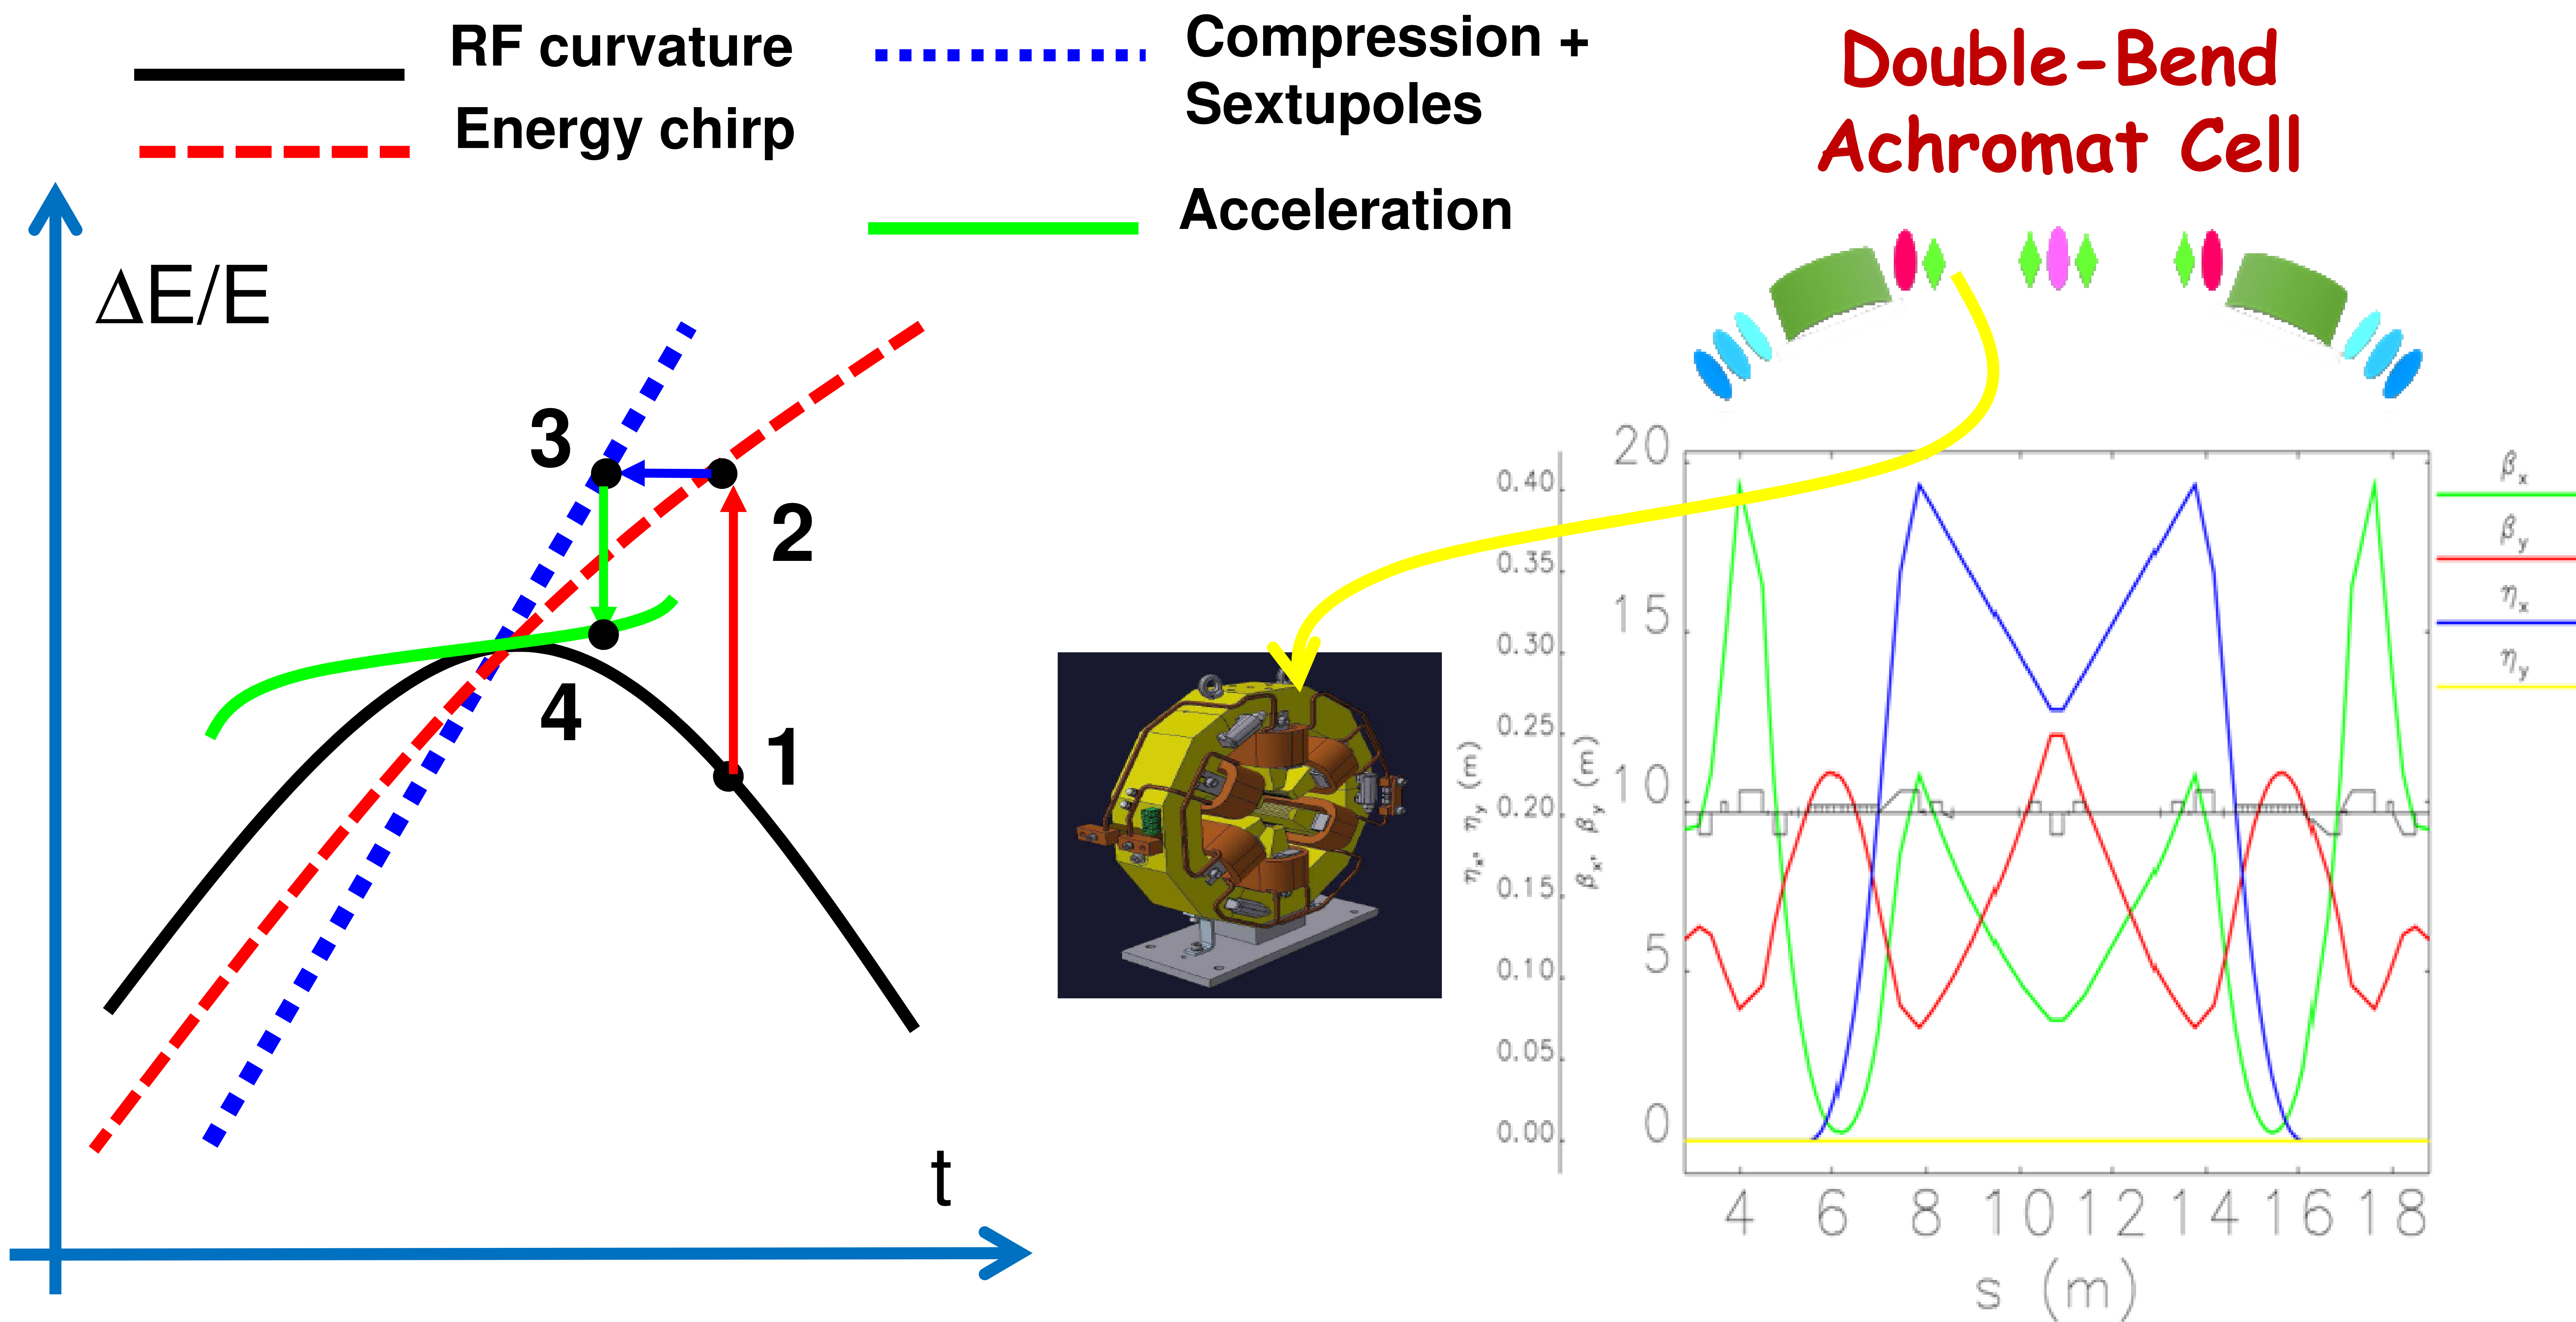 RF curvature
Energy chirp
Compression +
Sextupoles
Acceleration
Double-Bend
Achromat Cell
ΔE/E
3
2
4
1
t
0.40
0.35
0.30
0.25
0.20
0.15
0.10
0.05
0.00
ηx, ηy (m)
βx, βy (m)
20
15
10
5
0
4 6 8 10 12 14 16 18
s (m)
βx
βy
ηx
ηy